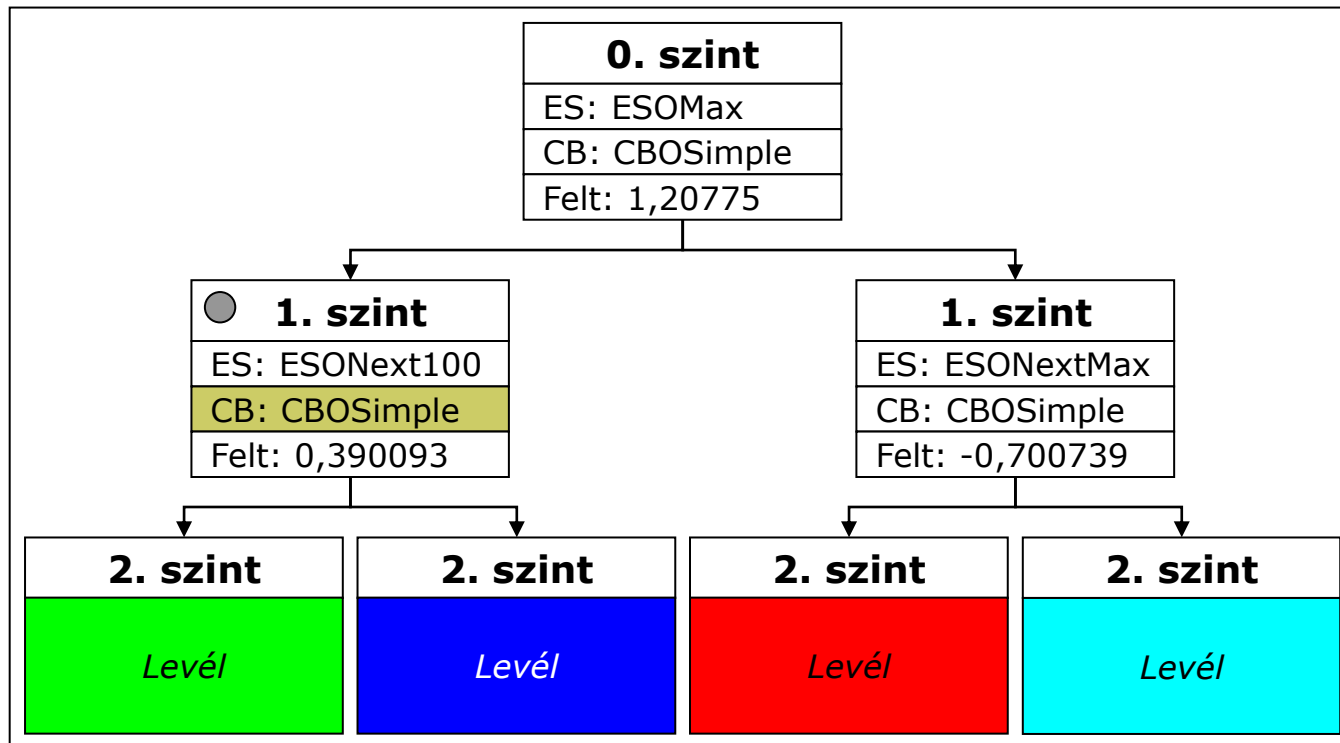 0. szint
ES: ESOMax
CB: CBOSimple
Felt: 1,20775
1. szint
ES: ESONext100
CB: CBOSimple
Felt: 0,390093
1. szint
ES: ESONextMax
CB: CBOSimple
Felt: -0,700739
2. szint
Levél
2. szint
Levél
2. szint
Levél
2. szint
Levél